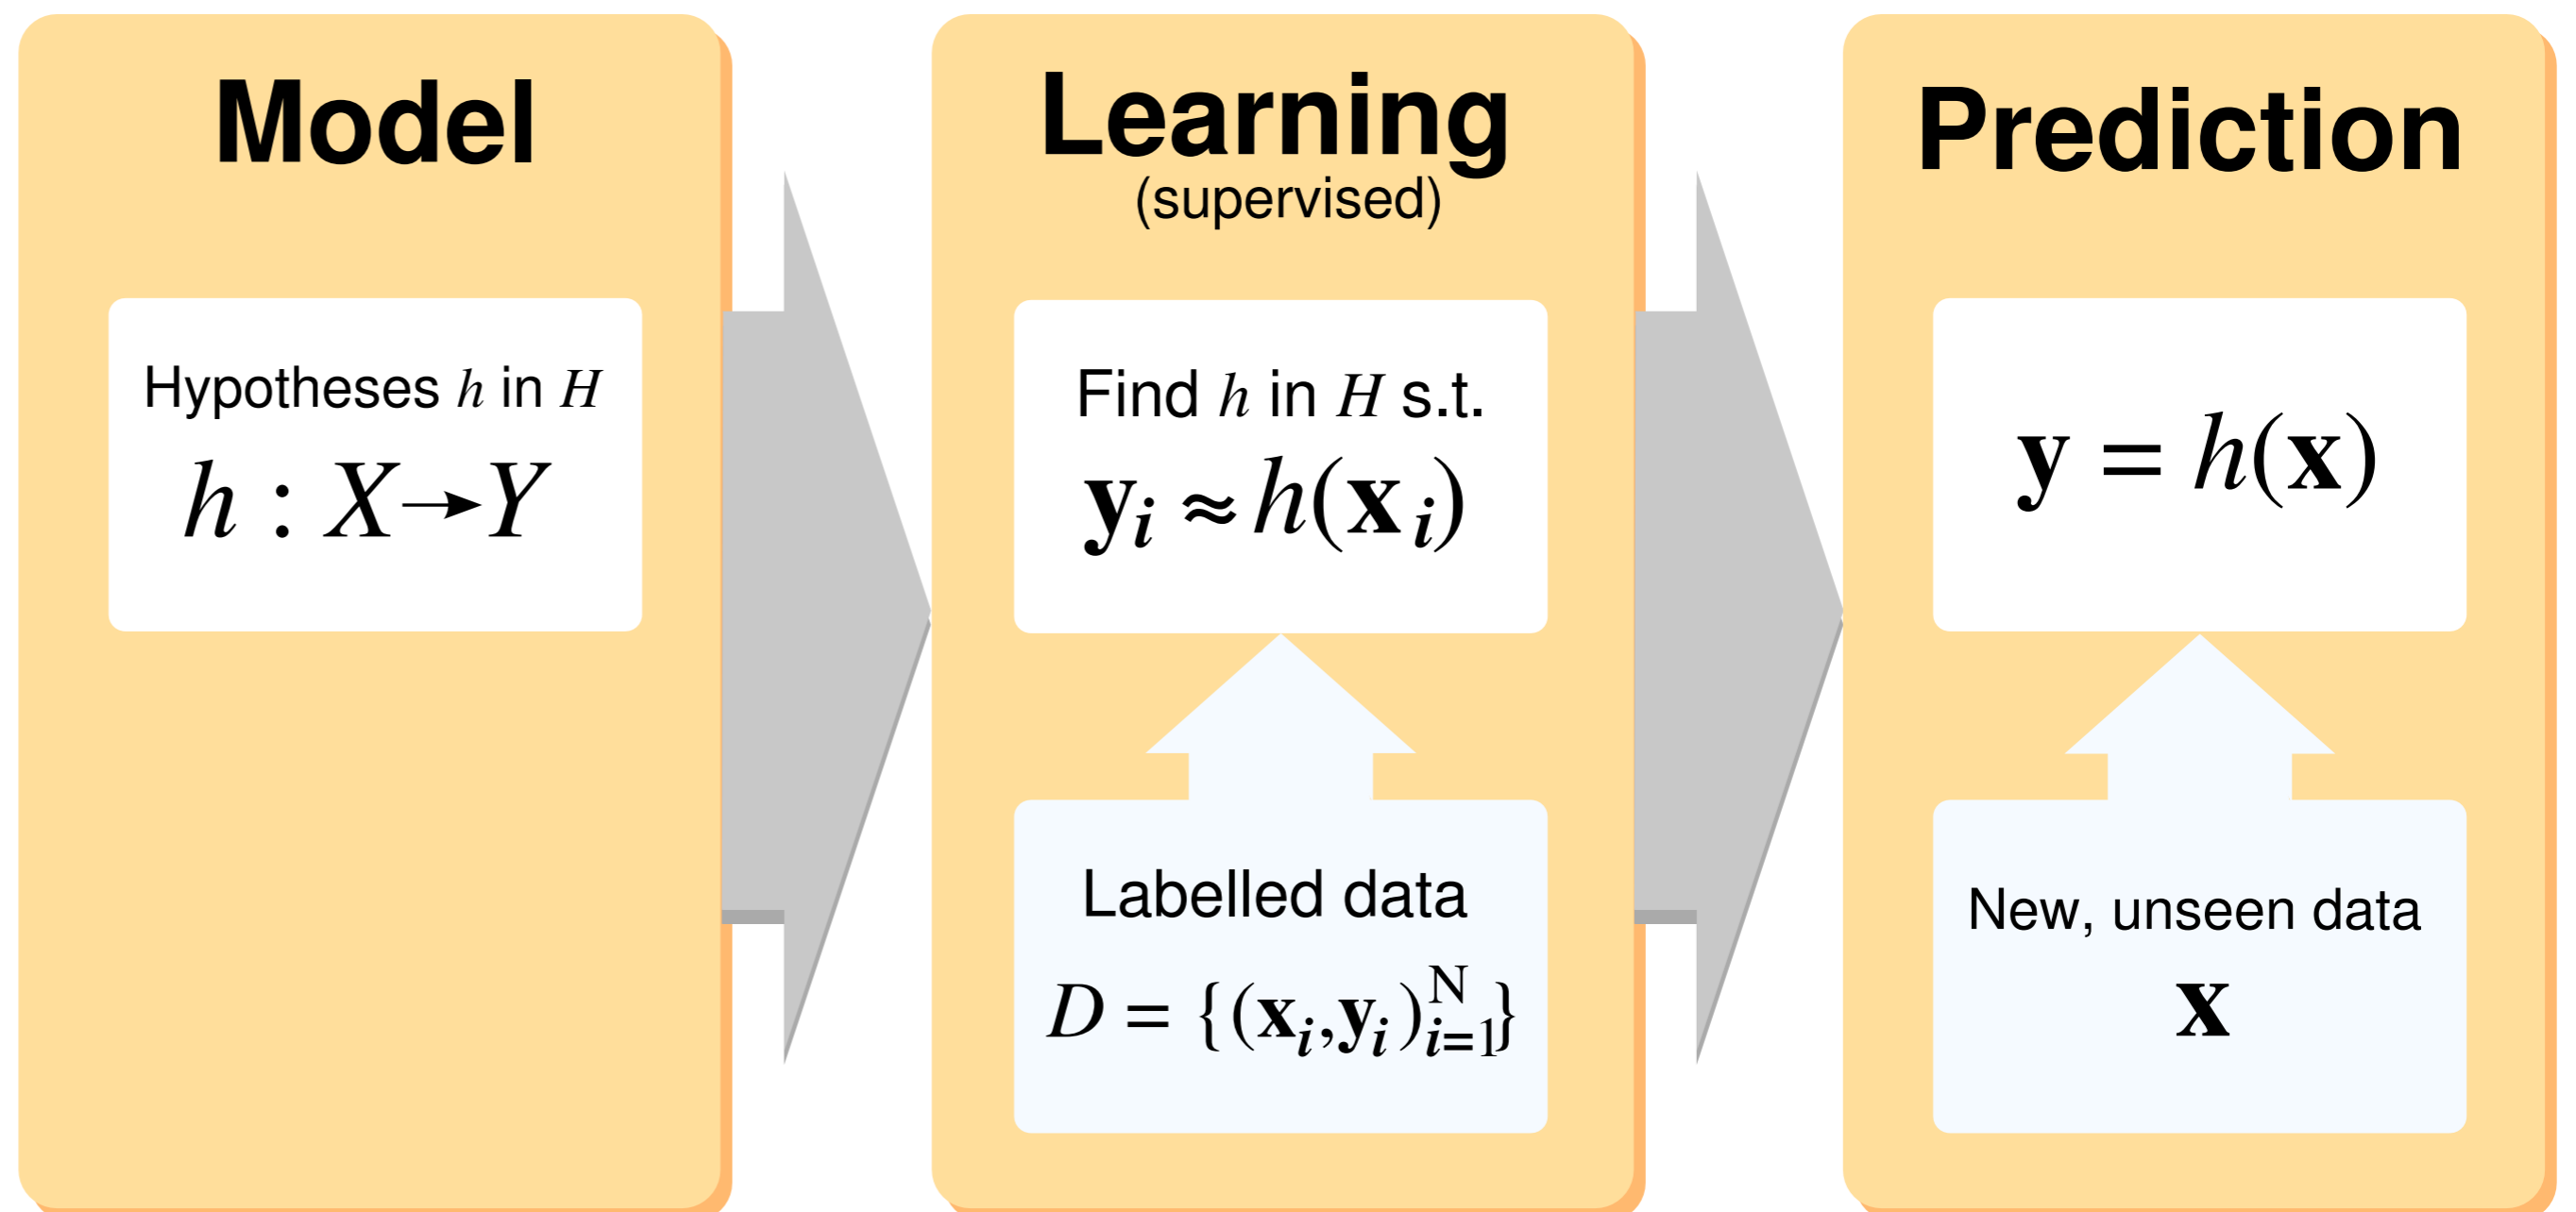 Model
Hypotheses h in H
h : X→Y
Learning
(supervised)
Find h in H s.t.
yᵢ ≈ h(xᵢ)
Labelled data
D = {(xᵢ,yᵢ)ᴺᵢ₌₁}
Prediction
y = h(x)
New, unseen data
x